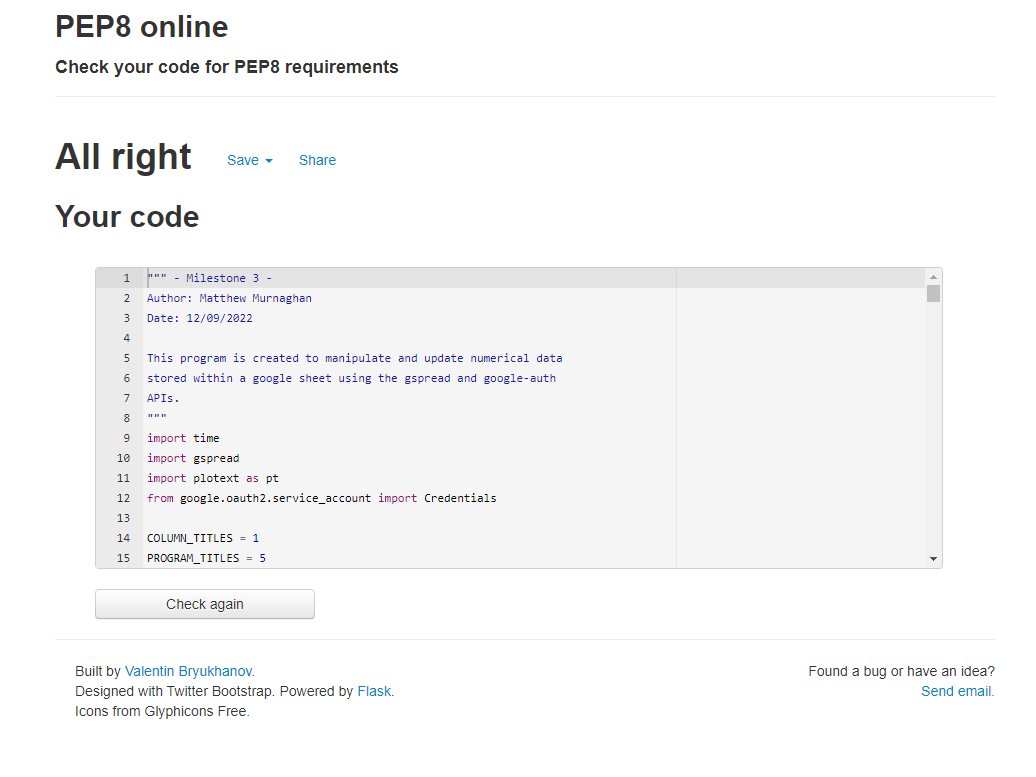 PEP8 online
Check your code for PEP8 requirements
All right Save Share
Your code
1 """ - Milestone 3 -
2 Author: Matthew Murnaghan
3 Date: 12/09/2022
4
5 This program is created to manipulate and update numerical data
6 stored within a google sheet using the gspread and google-auth
7 APIs.
8 """
9 import time
10 import gspread
11 import plotext as pt
12 from google.oauth2.service_account import Credentials
13
14 COLUMN_TITLES = 1
15 PROGRAM_TITLES = 5
Check again
Built by Valentin Bryukhanov. Found a bug or have an idea?
Designed with Twitter Bootstrap. Powered by Flask. Send email.
Icons from Glyphicons Free.